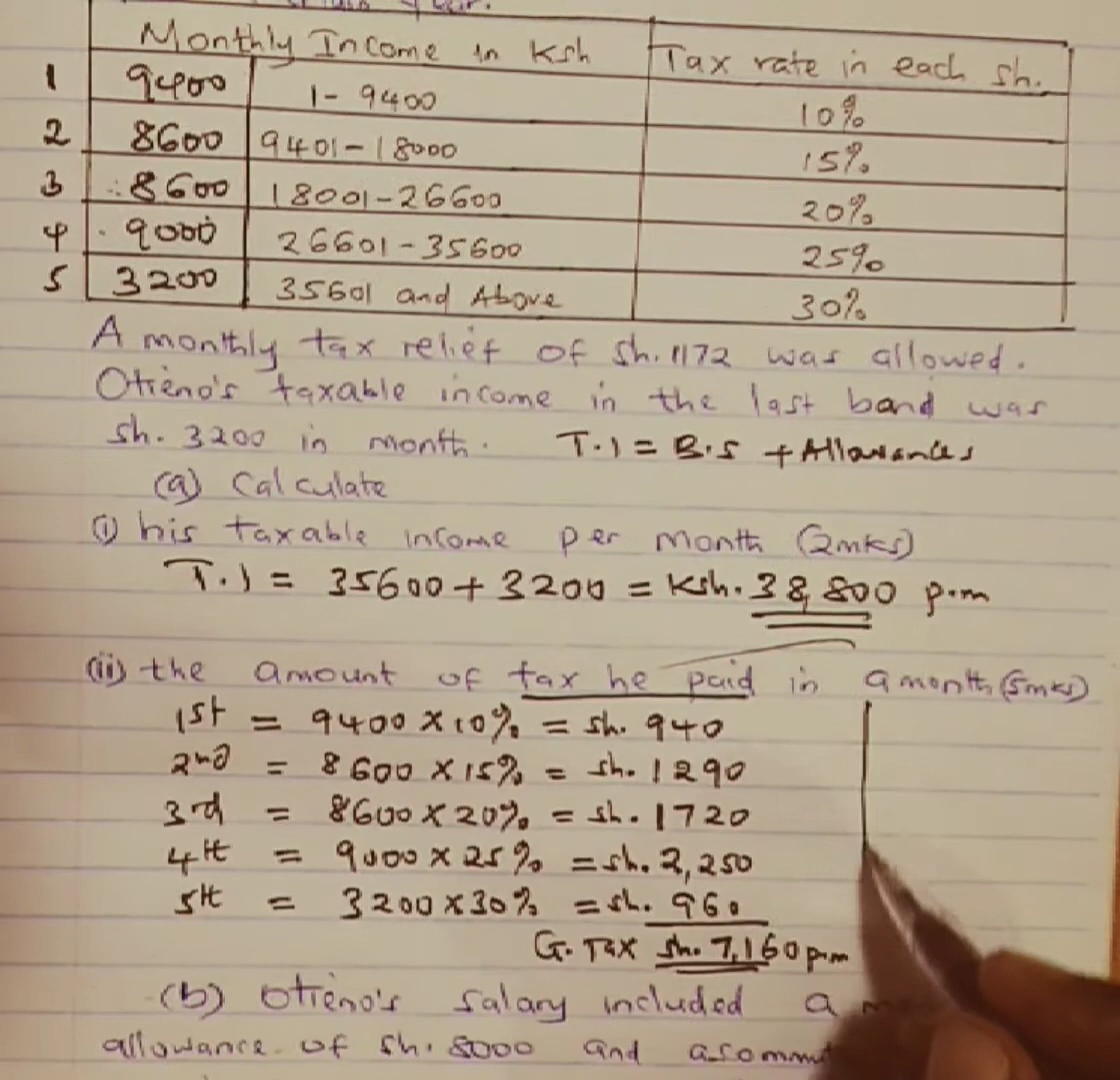 Monthly Income in Ksh Tax rate in each sh.
1 9400 1 - 9400 10%
2 8600 9401 - 18000 15%
3 8600 18001 - 26600 20%
4 9000 26601 - 35600 25%
5 3200 35601 and Above 30%
A monthly tax relief of sh. 1172 was allowed.
Otieno's taxable income in the last band was
sh. 3200 in month. T.I = B.S + Allowances
(a) Calculate
(i) his taxable income per month (2mks)
T.I = 35600 + 3200 = Ksh. 38,800 p.m
(ii) the amount of tax he paid in a month (5mks)
1st = 9400 × 10% = sh. 940
2nd = 8600 × 15% = sh. 1290
3rd = 8600 × 20% = sh. 1720
4th = 9000 × 25% = sh. 2,250
5th = 3200 × 30% = sh. 960
G. Tax sh. 7,160 p.m
(b) Otieno's salary included a
allowance of sh. 8000 and a